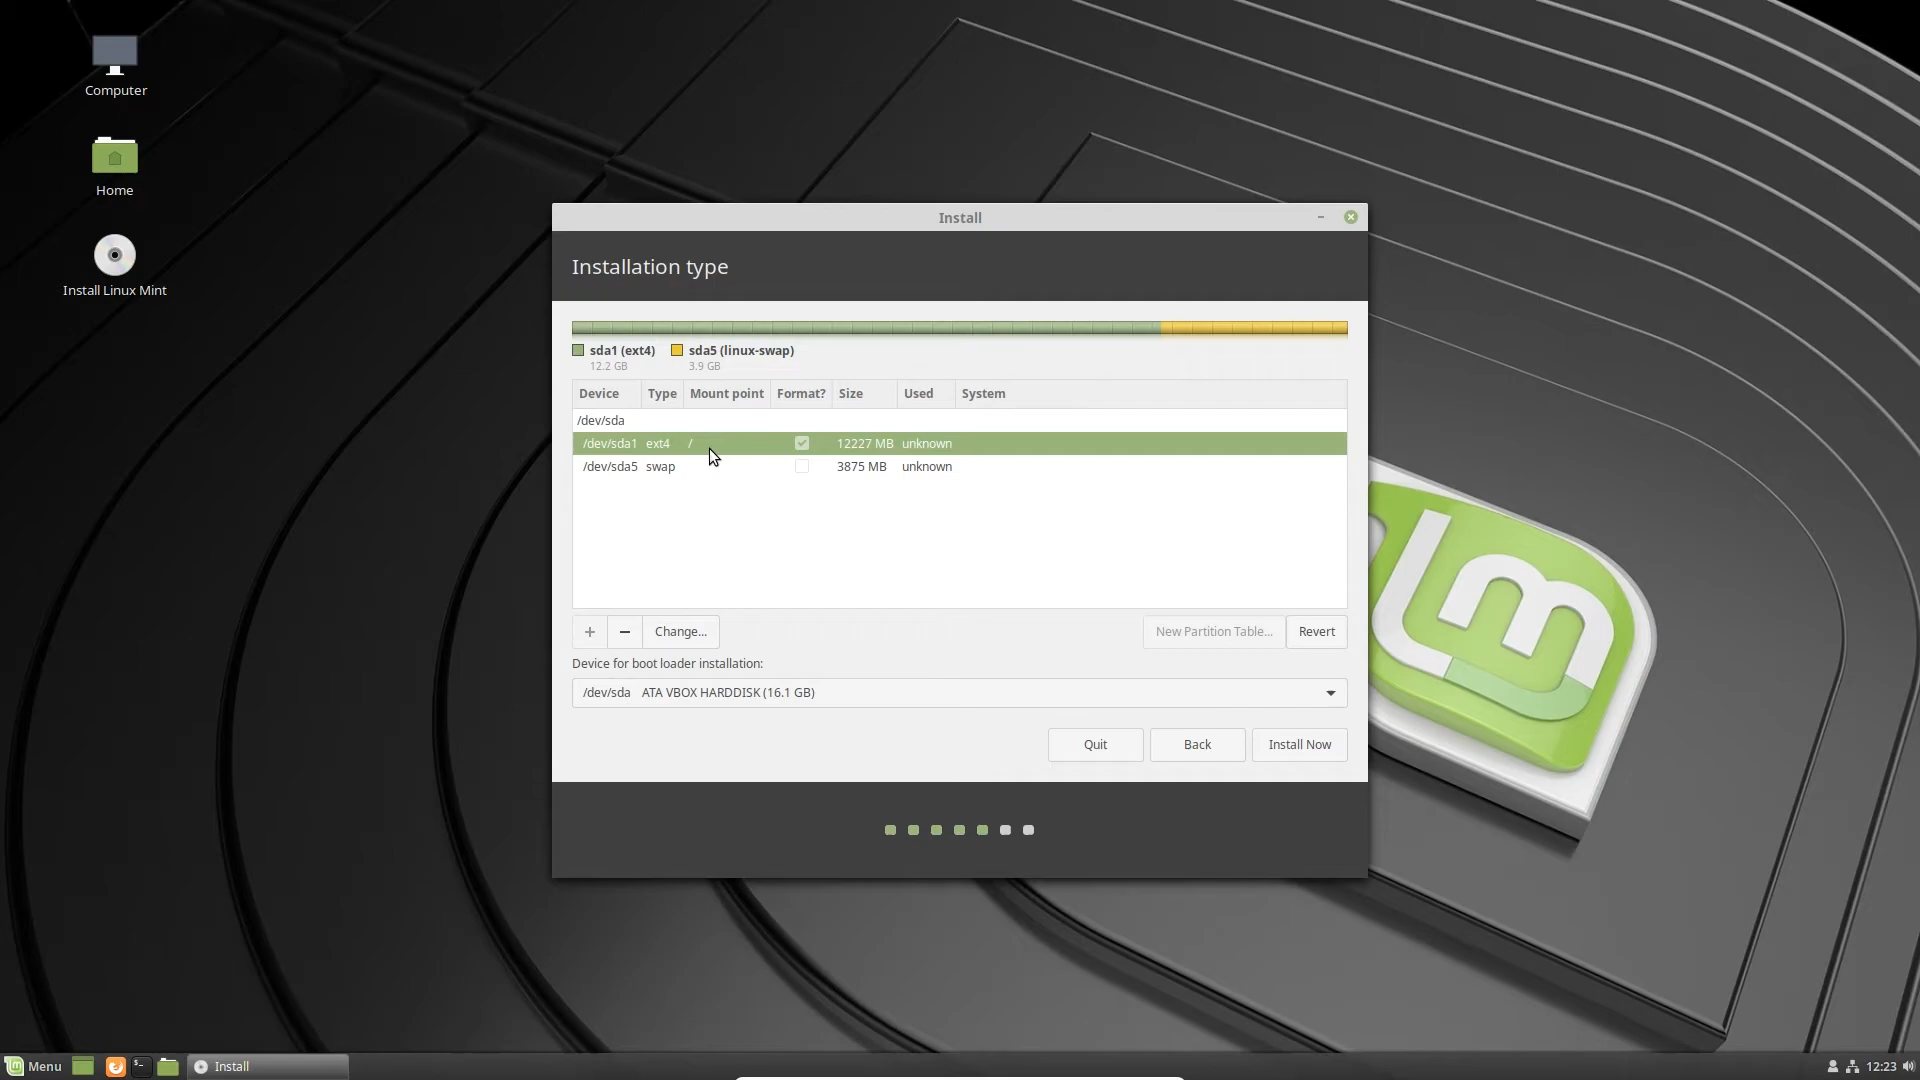 Computer
Home
Install Linux Mint
Install
Installation type
sda1 (ext4) sda5 (linux-swap)
12.2 GB 3.9 GB
Device Type Mount point Format? Size Used System
/dev/sda
/dev/sda1 ext4 / 12227 MB unknown
/dev/sda5 swap 3875 MB unknown
+ − Change... New Partition Table... Revert
Device for boot loader installation:
/dev/sda ATA VBOX HARDDISK (16.1 GB)
Quit Back Install Now
Menu Install 12:23